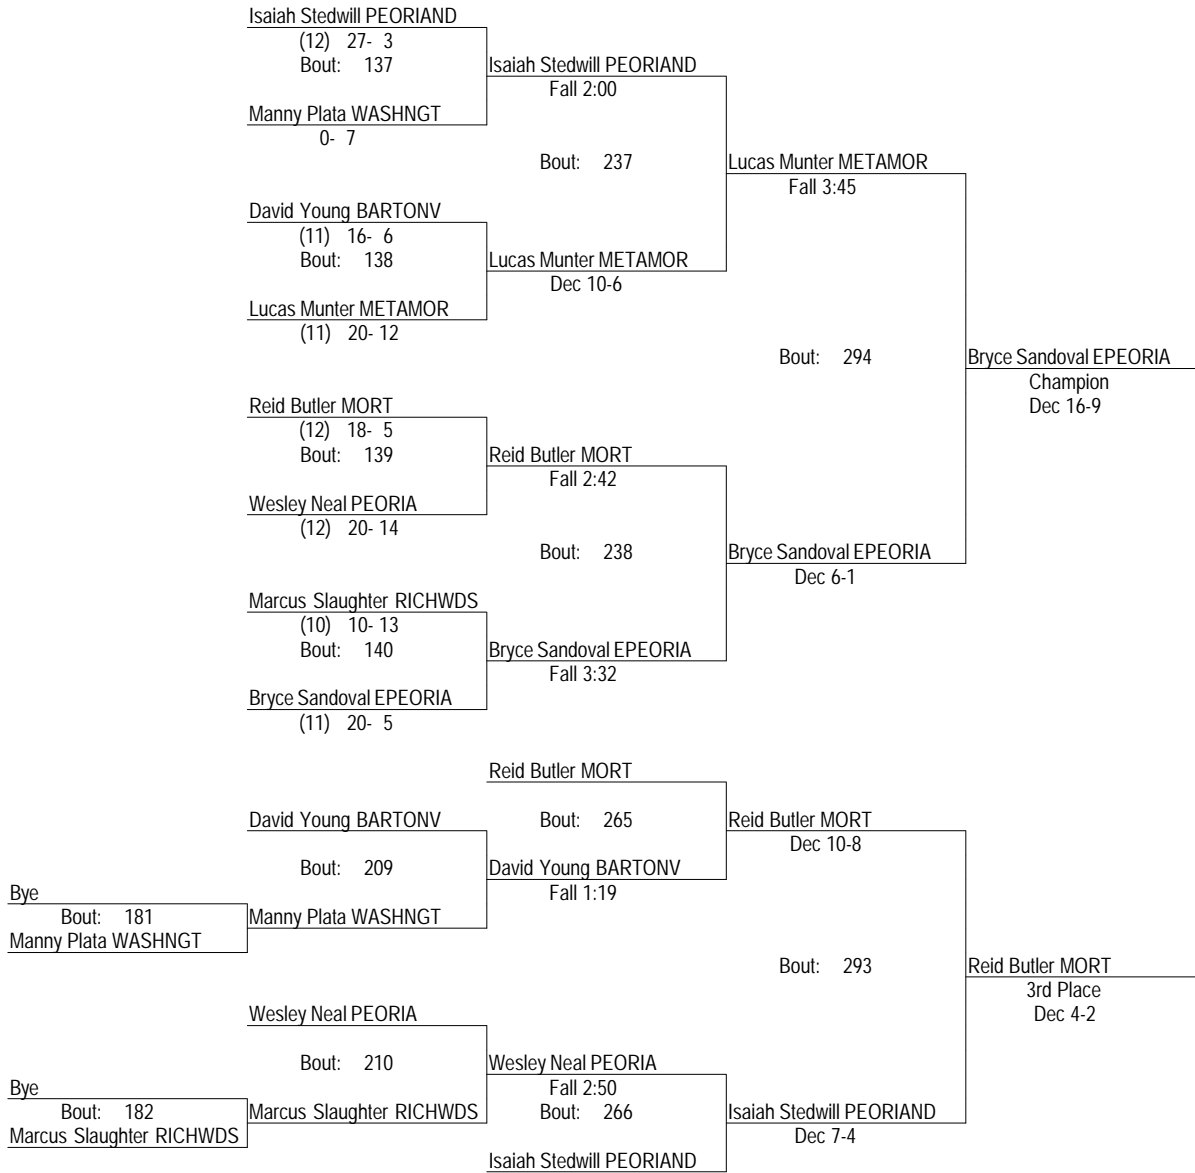 Isaiah Stedwill PEORIAND
(12) 27- 3
Bout: 137
Isaiah Stedwill PEORIAND
Fall 2:00
Manny Plata WASHNGT
0- 7
Bout: 237
Lucas Munter METAMOR
Fall 3:45
David Young BARTONV
(11) 16- 6
Bout: 138
Lucas Munter METAMOR
Dec 10-6
Lucas Munter METAMOR
(11) 20- 12
Bout: 294
Bryce Sandoval EPEORIA
Champion
Dec 16-9
Reid Butler MORT
(12) 18- 5
Bout: 139
Reid Butler MORT
Fall 2:42
Wesley Neal PEORIA
(12) 20- 14
Bout: 238
Bryce Sandoval EPEORIA
Dec 6-1
Marcus Slaughter RICHWDS
(10) 10- 13
Bout: 140
Bryce Sandoval EPEORIA
Fall 3:32
Bryce Sandoval EPEORIA
(11) 20- 5
Reid Butler MORT
David Young BARTONV
Bout: 265
Reid Butler MORT
Dec 10-8
Bout: 209
David Young BARTONV
Fall 1:19
Bye
Bout: 181
Manny Plata WASHNGT
Manny Plata WASHNGT
Bout: 293
Reid Butler MORT
3rd Place
Dec 4-2
Wesley Neal PEORIA
Bout: 210
Wesley Neal PEORIA
Fall 2:50
Bye
Bout: 182
Marcus Slaughter RICHWDS
Marcus Slaughter RICHWDS
Bout: 266
Isaiah Stedwill PEORIAND
Dec 7-4
Isaiah Stedwill PEORIAND